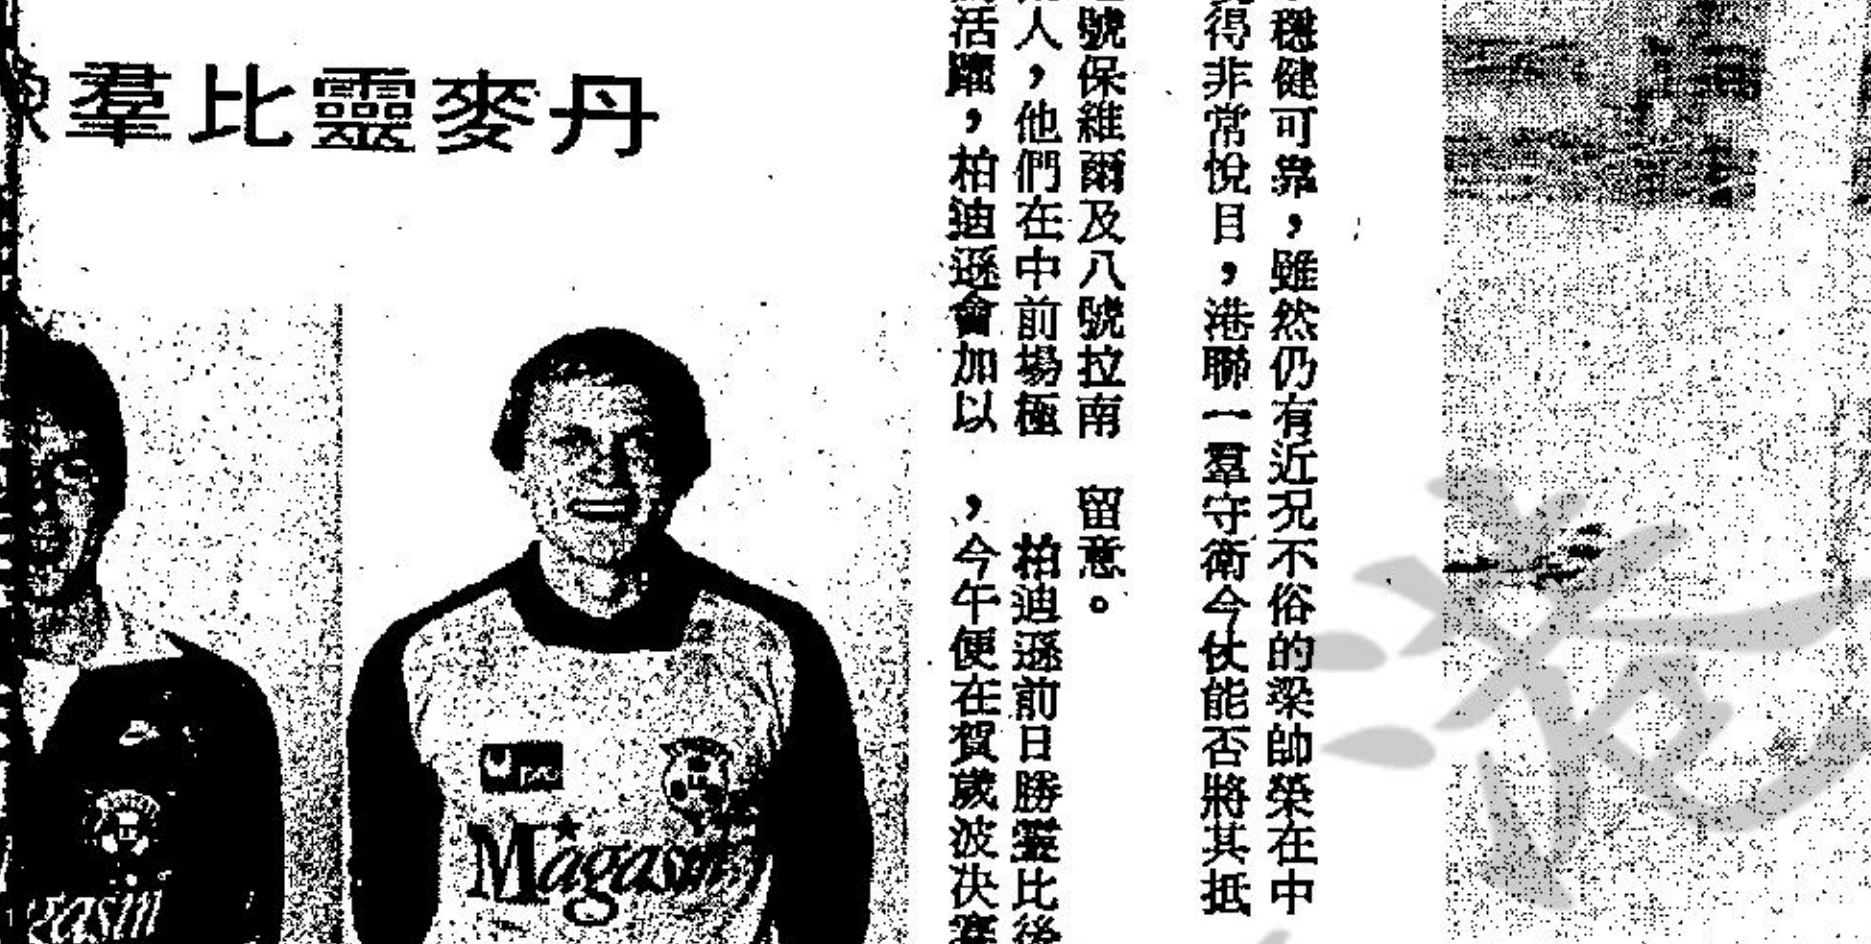 穩健可靠，雖然仍有近况不俗的梁帥榮在中
得非常悅目，港聯一羣守衛今仗能否將其抵
號保維爾及八號拉南
人，他們在中前場極
活躍，柏迪遜會加以
留意。
柏迪遜前日勝靈比後
，今午便在賀歲波决賽
丹麥靈比羣
Magasin
港